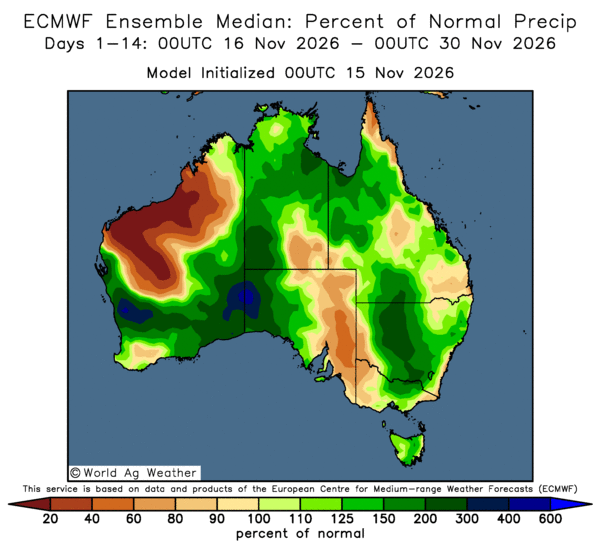 ECMWF Ensemble Median: Percent of Normal Precip
Days 1−14: 00UTC 16 Nov 2026 − 00UTC 30 Nov 2026
Model Initialized 00UTC 15 Nov 2026
©World Ag Weather
This service is based on data and products of the European Centre for Medium-range Weather Forecasts (ECMWF)
20 40 60 80 90 100 110 125 150 200 300 400 600
percent of normal